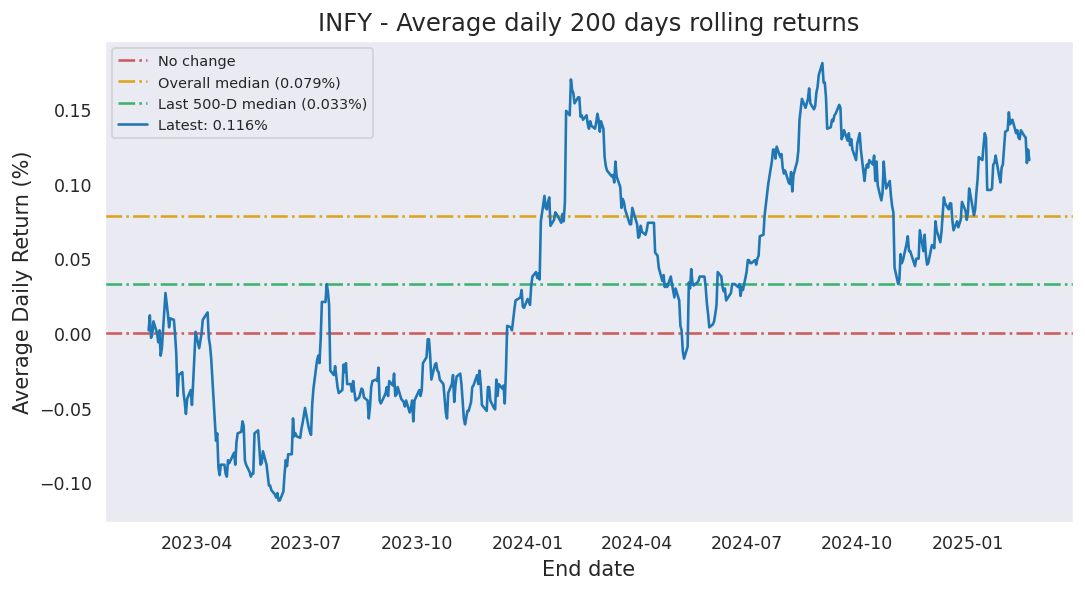 INFY - Average daily 200 days rolling returns
No change
Overall median (0.079%)
Last 500-D median (0.033%)
Latest: 0.116%
Average Daily Return (%)
0.15
0.10
0.05
0.00
−0.05
−0.10
2023-04 2023-07 2023-10 2024-01 2024-04 2024-07 2024-10 2025-01
End date